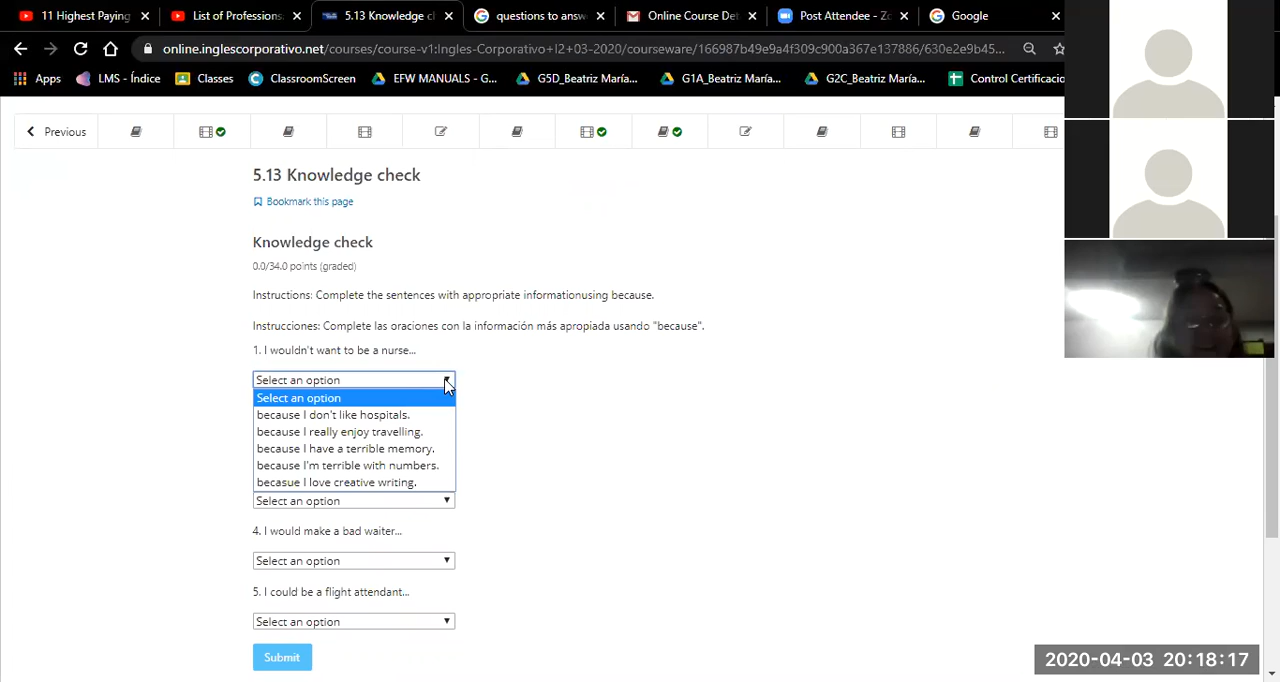 11 Highest Paying
List of Professions
5.13 Knowledge c
questions to answ
Online Course Det
Post Attendee - Zo
Google
online.inglescorporativo.net/courses/course-v1:Ingles-Corporativo+I2+03-2020/courseware/166987b49e9a4f309c900a367e137886/630e2e9b45...
Apps
LMS - Índice
Classes
ClassroomScreen
EFW MANUALS - G...
G5D_Beatriz María...
G1A_Beatriz María...
G2C_Beatriz María...
Control Certificacio
Previous
5.13 Knowledge check
Bookmark this page
Knowledge check
0.0/34.0 points (graded)
Instructions: Complete the sentences with appropriate informationusing because.
Instrucciones: Complete las oraciones con la información más apropiada usando "because".
1. I wouldn't want to be a nurse...
Select an option
Select an option
because I don't like hospitals.
because I really enjoy travelling.
because I have a terrible memory.
because I'm terrible with numbers.
becasue I love creative writing.
Select an option
4. I would make a bad waiter...
Select an option
5. I could be a flight attendant...
Select an option
Submit
2020-04-03 20:18:17